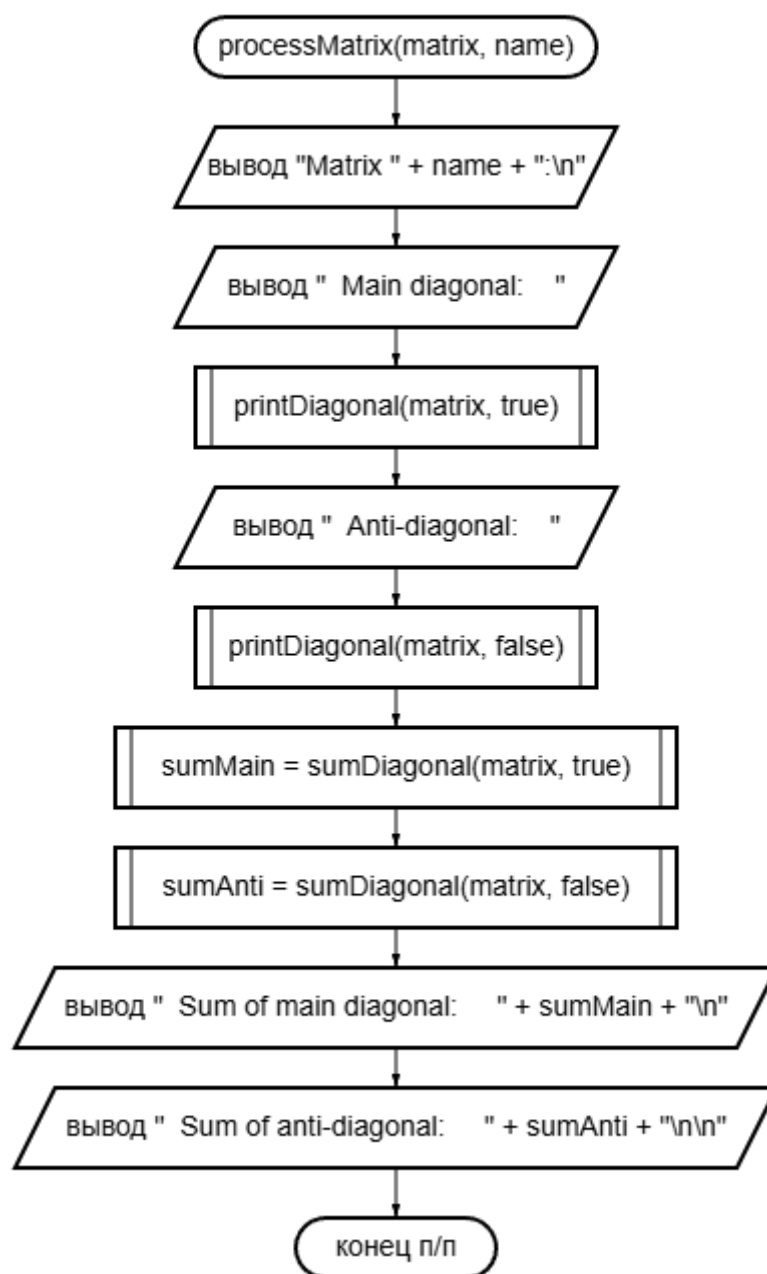 processMatrix(matrix, name)
вывод "Matrix " + name + ":\n"
вывод "  Main diagonal:    "
printDiagonal(matrix, true)
вывод "  Anti-diagonal:    "
printDiagonal(matrix, false)
sumMain = sumDiagonal(matrix, true)
sumAnti = sumDiagonal(matrix, false)
вывод "  Sum of main diagonal:     " + sumMain + "\n"
вывод "  Sum of anti-diagonal:     " + sumAnti + "\n\n"
конец п/п